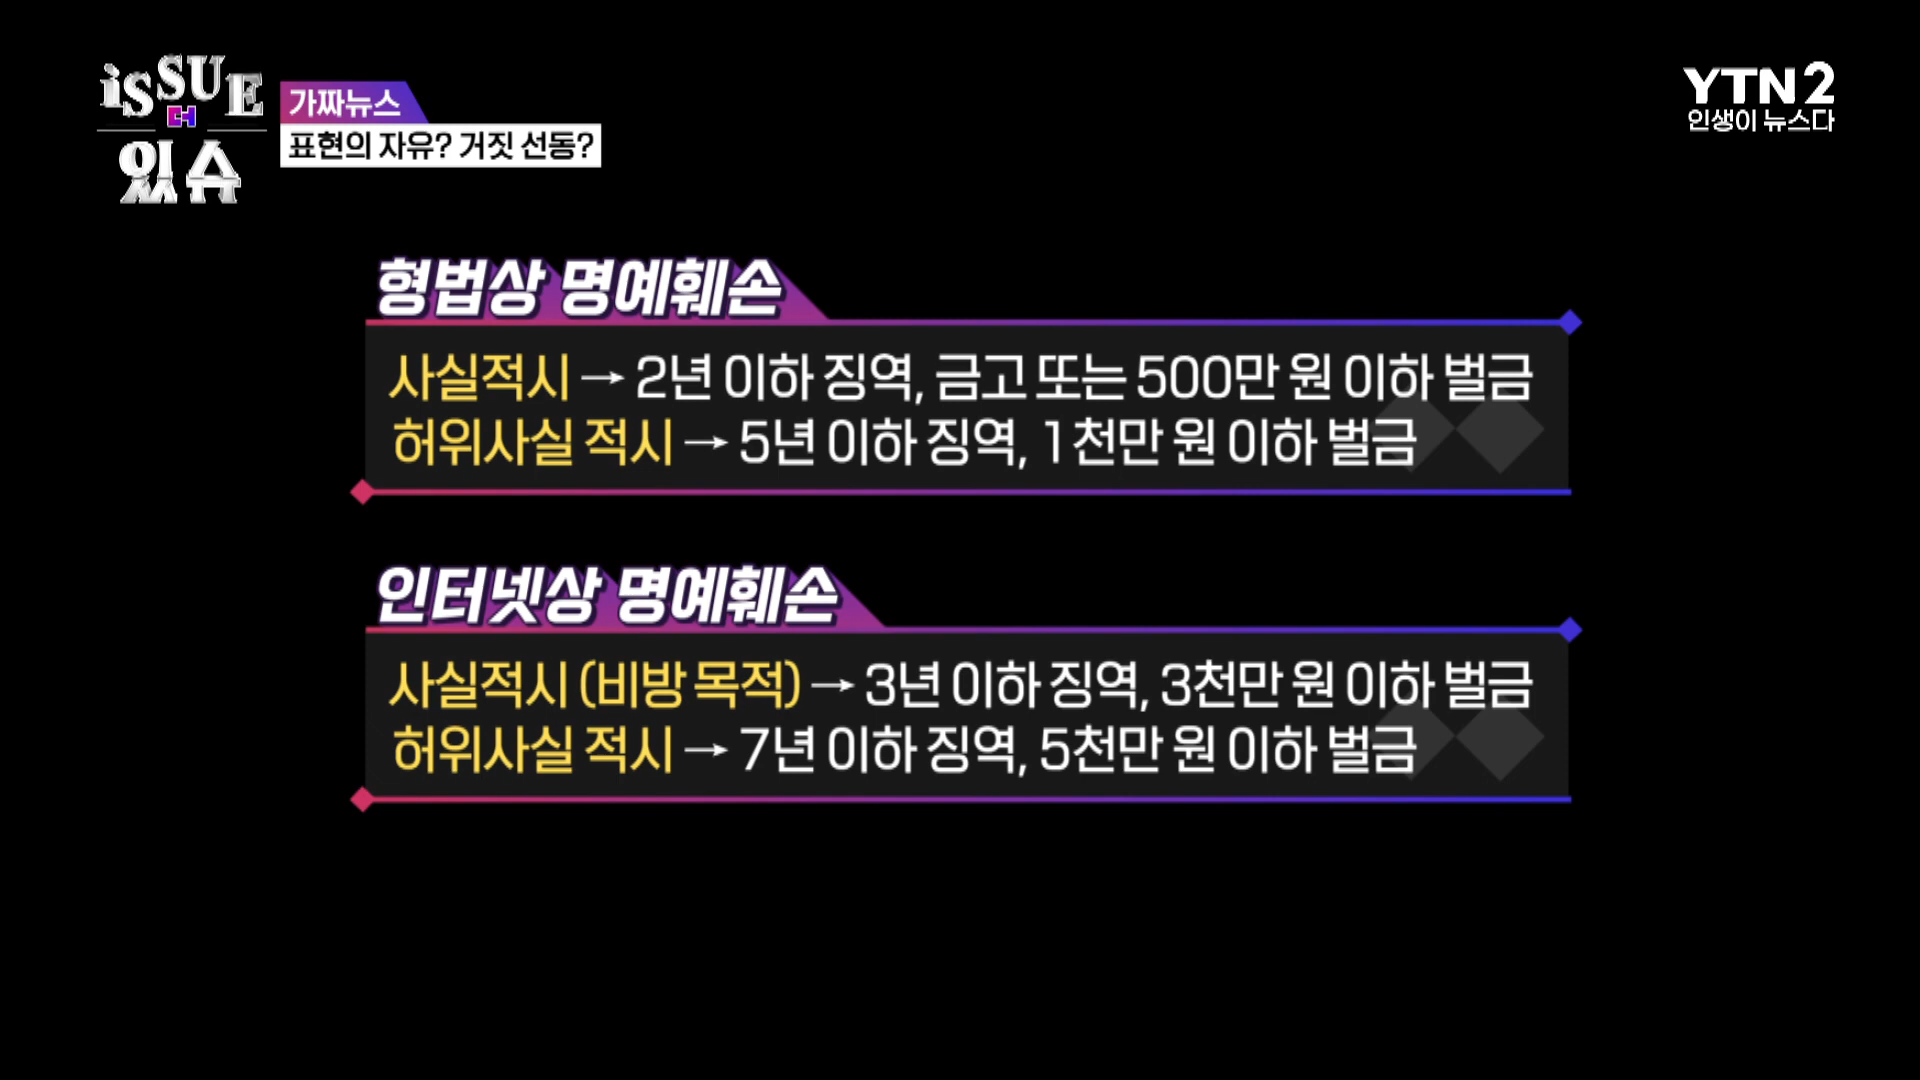 iSSUE
더
있슈
가짜뉴스
표현의 자유? 거짓 선동?
YTN2
인생이 뉴스다
형법상 명예훼손
사실적시 → 2년 이하 징역, 금고 또는 500만 원 이하 벌금
허위사실 적시 → 5년 이하 징역, 1천만 원 이하 벌금
인터넷상 명예훼손
사실적시 (비방 목적) → 3년 이하 징역, 3천만 원 이하 벌금
허위사실 적시 → 7년 이하 징역, 5천만 원 이하 벌금